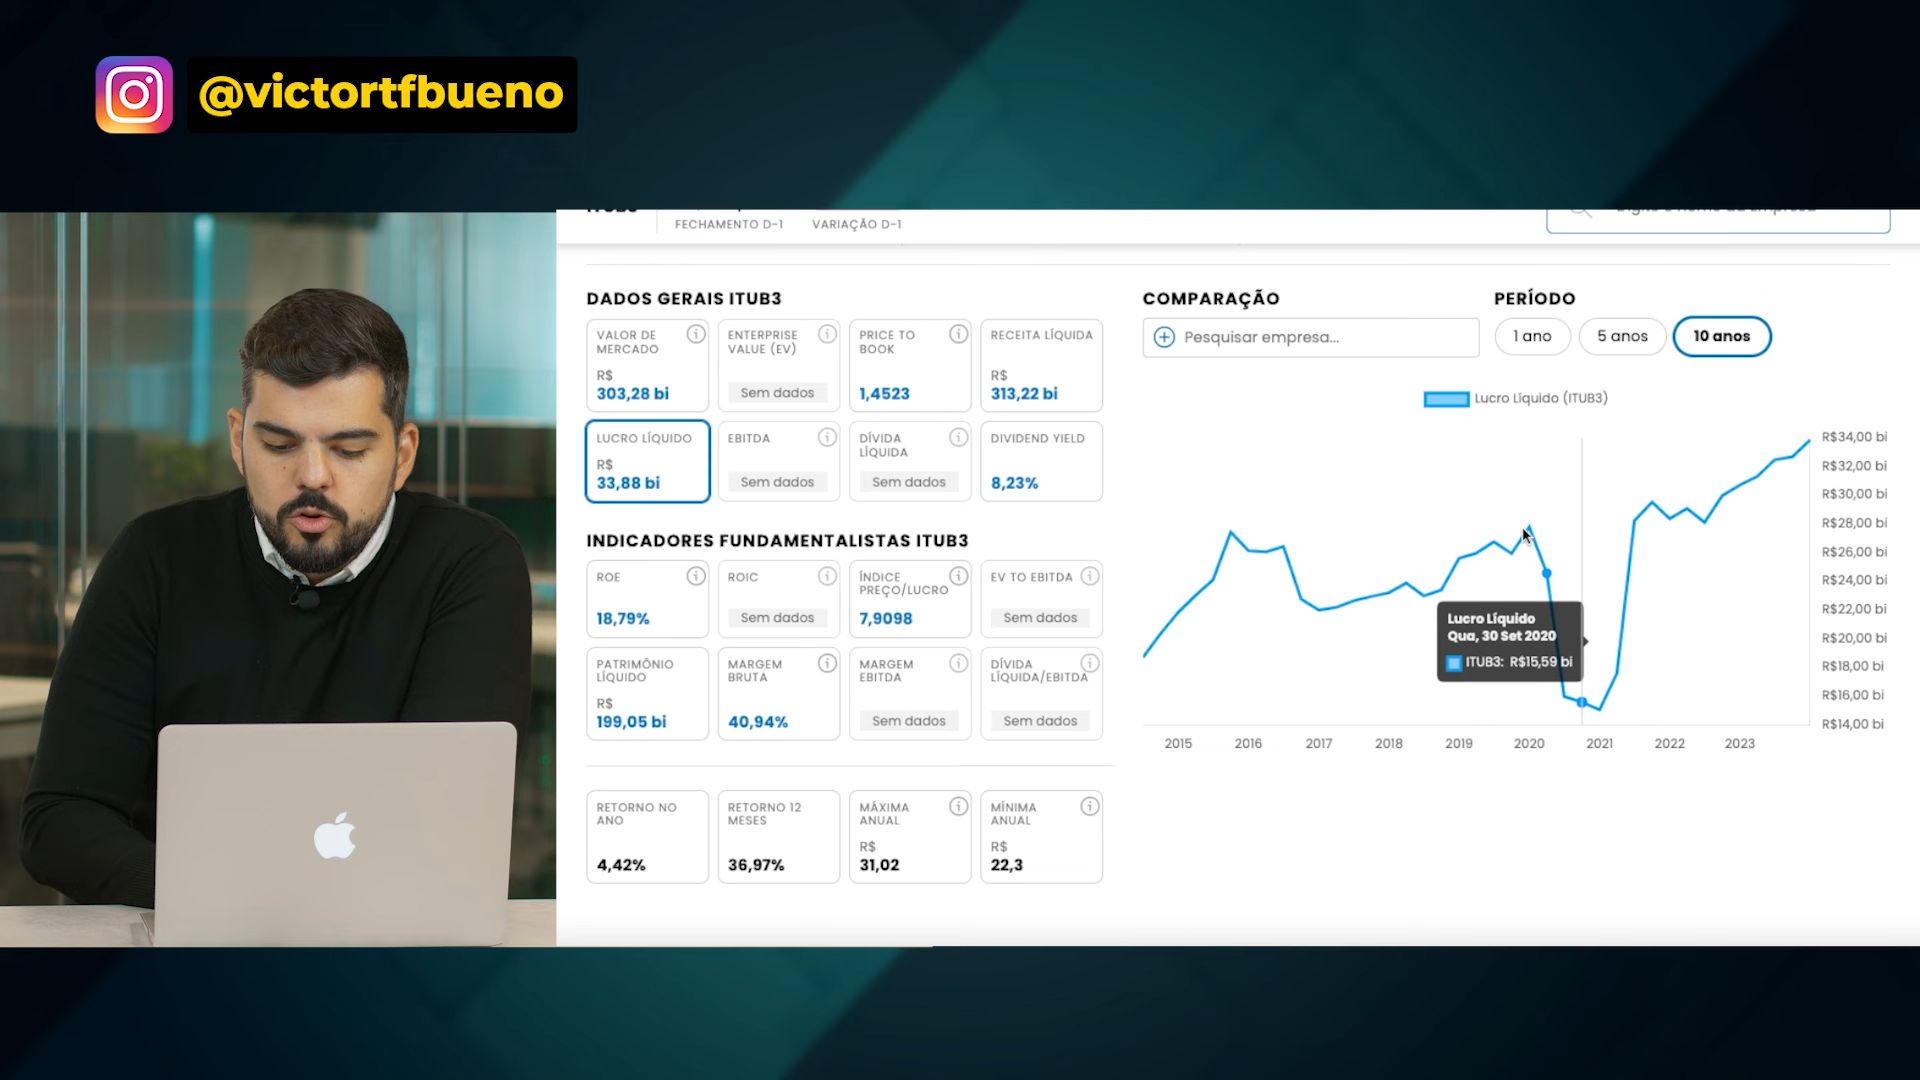 @victortfbueno
FECHAMENTO D-1
VARIAÇÃO D-1
DADOS GERAIS ITUB3
VALOR DE
MERCADO
R$
303,28 bi
ENTERPRISE
VALUE (EV)
Sem dados
PRICE TO
BOOK
1,4523
RECEITA LÍQUIDA
R$
313,22 bi
LUCRO LÍQUIDO
R$
33,88 bi
EBITDA
Sem dados
DÍVIDA
LÍQUIDA
Sem dados
DIVIDEND YIELD
8,23%
INDICADORES FUNDAMENTALISTAS ITUB3
ROE
18,79%
ROIC
Sem dados
ÍNDICE
PREÇO/LUCRO
7,9098
EV TO EBITDA
Sem dados
PATRIMÔNIO
LÍQUIDO
R$
199,05 bi
MARGEM
BRUTA
40,94%
MARGEM
EBITDA
Sem dados
DÍVIDA
LÍQUIDA/EBITDA
Sem dados
RETORNO NO
ANO
4,42%
RETORNO 12
MESES
36,97%
MÁXIMA
ANUAL
R$
31,02
MÍNIMA
ANUAL
R$
22,3
COMPARAÇÃO
Pesquisar empresa...
PERÍODO
1 ano
5 anos
10 anos
Lucro Líquido (ITUB3)
R$34,00 bi
R$32,00 bi
R$30,00 bi
R$28,00 bi
R$26,00 bi
R$24,00 bi
R$22,00 bi
R$20,00 bi
R$18,00 bi
R$16,00 bi
R$14,00 bi
Lucro Líquido
Qua, 30 Set 2020
ITUB3: R$15,59 bi
2015 2016 2017 2018 2019 2020 2021 2022 2023